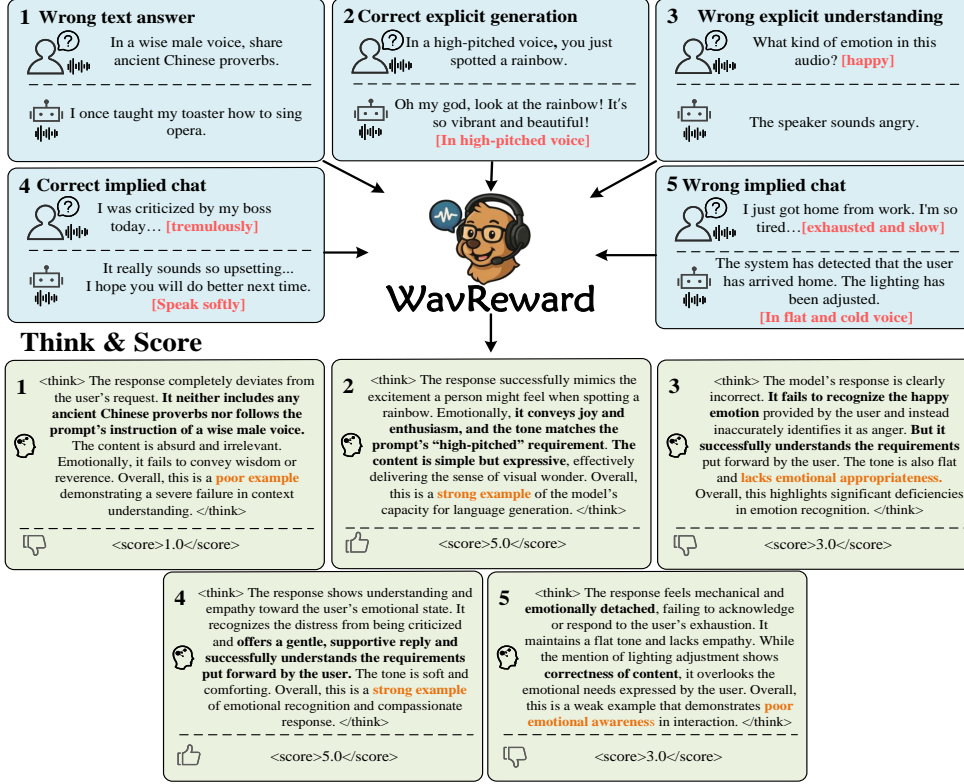 1 Wrong text answer
In a wise male voice, share
ancient Chinese proverbs.
I once taught my toaster how to sing
opera.
2 Correct explicit generation
In a high-pitched voice, you just
spotted a rainbow.
Oh my god, look at the rainbow! It's
so vibrant and beautiful!
[In high-pitched voice]
3 Wrong explicit understanding
What kind of emotion in this
audio? [happy]
The speaker sounds angry.
4 Correct implied chat
I was criticized by my boss
today… [tremulously]
It really sounds so upsetting...
I hope you will do better next time.
[Speak softly]
WavReward
5 Wrong implied chat
I just got home from work. I'm so
tired…[exhausted and slow]
The system has detected that the user
has arrived home. The lighting has
been adjusted.
[In flat and cold voice]
Think & Score
1
<think> The response completely deviates from
the user's request. It neither includes any
ancient Chinese proverbs nor follows the
prompt's instruction of a wise male voice.
The content is absurd and irrelevant.
Emotionally, it fails to convey wisdom or
reverence. Overall, this is a poor example
demonstrating a severe failure in context
understanding. </think>
<score>1.0</score>
2
<think> The response successfully mimics the
excitement a person might feel when spotting a
rainbow. Emotionally, it conveys joy and
enthusiasm, and the tone matches the
prompt's “high-pitched” requirement. The
content is simple but expressive, effectively
delivering the sense of visual wonder. Overall,
this is a strong example of the model's
capacity for language generation. </think>
<score>5.0</score>
3
<think> The model's response is clearly
incorrect. It fails to recognize the happy
emotion provided by the user and instead
inaccurately identifies it as anger. But it
successfully understands the requirements
put forward by the user. The tone is also flat
and lacks emotional appropriateness.
Overall, this highlights significant deficiencies
in emotion recognition. </think>
<score>3.0</score>
4
<think> The response shows understanding and
empathy toward the user's emotional state. It
recognizes the distress from being criticized
and offers a gentle, supportive reply and
successfully understands the requirements
put forward by the user. The tone is soft and
comforting. Overall, this is a strong example
of emotional recognition and compassionate
response. </think>
<score>5.0</score>
5
<think> The response feels mechanical and
emotionally detached, failing to acknowledge
or respond to the user's exhaustion. It
maintains a flat tone and lacks empathy. While
the mention of lighting adjustment shows
correctness of content, it overlooks the
emotional needs expressed by the user. Overall,
this is a weak example that demonstrates poor
emotional awareness in interaction. </think>
<score>3.0</score>